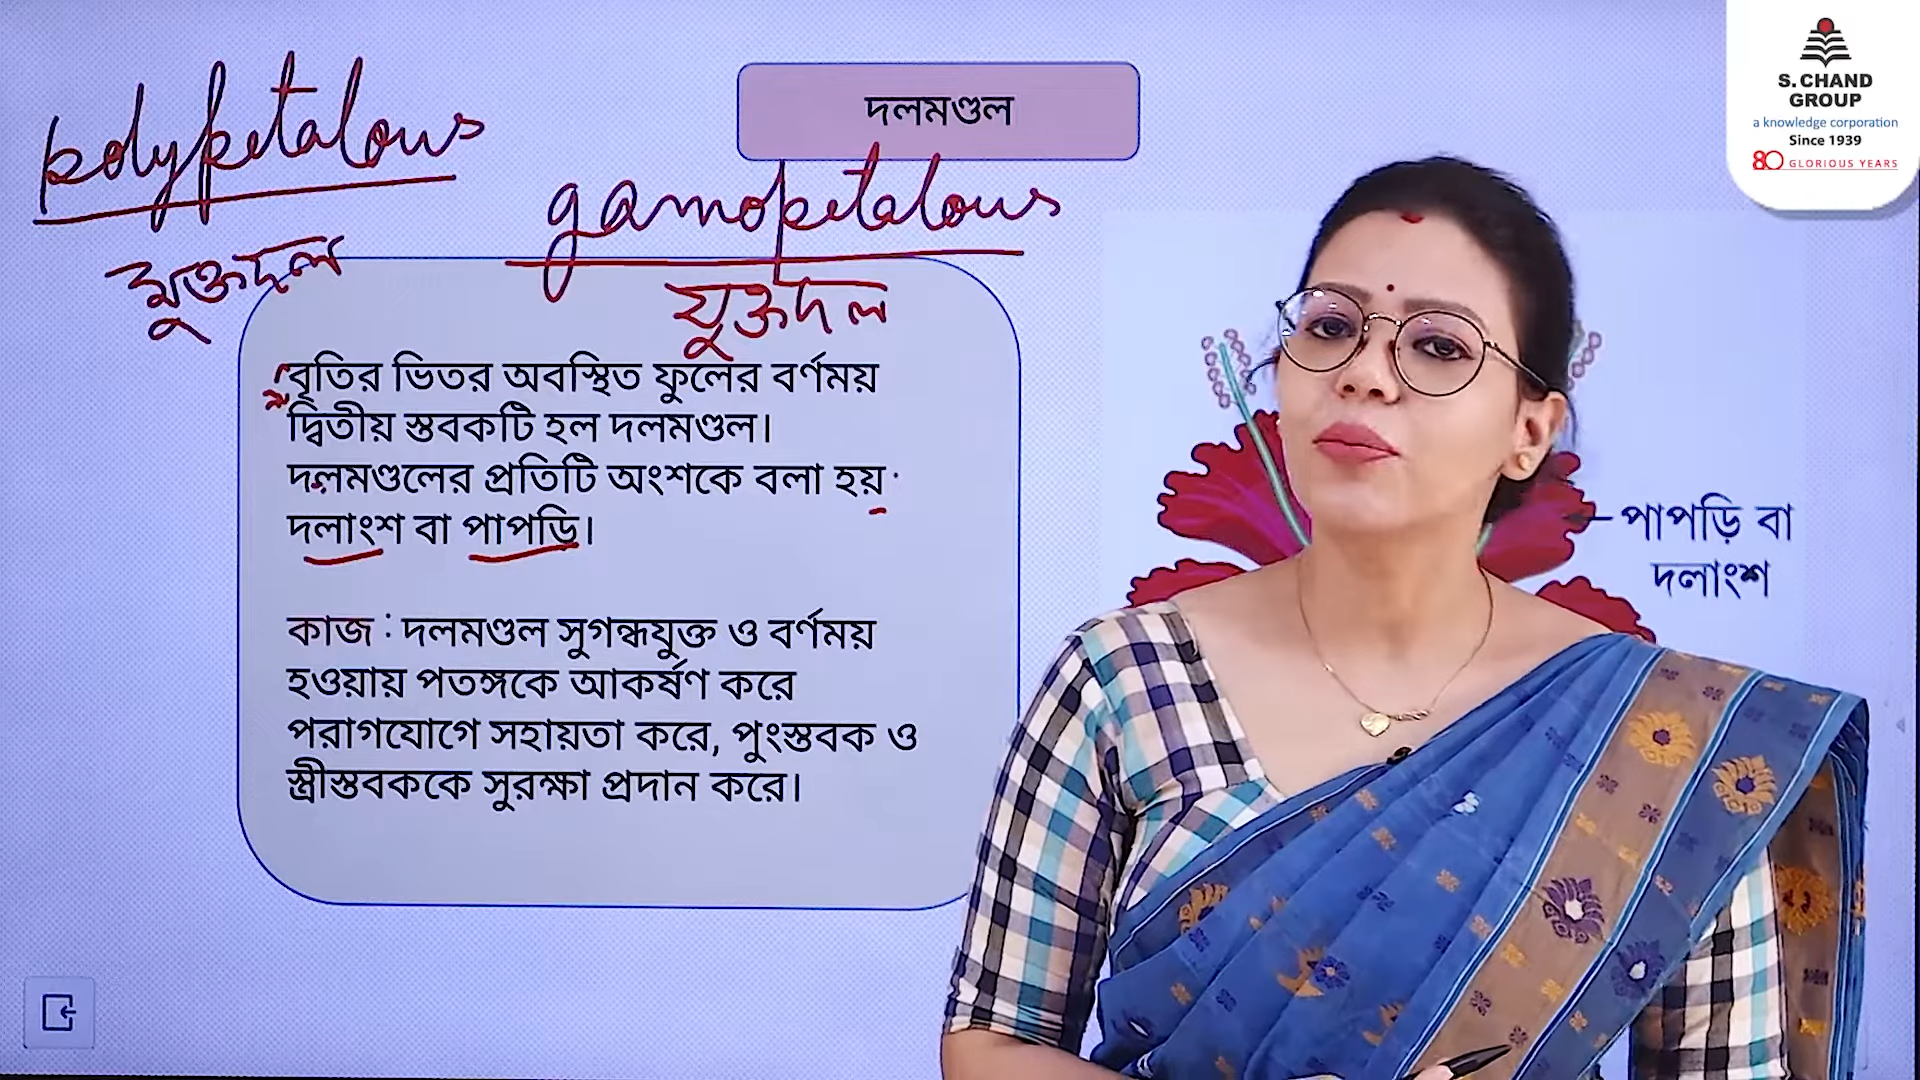 polypetalous
দলমণ্ডল
gamopetalous
মুক্তদল
যুক্তদল
বৃতির ভিতর অবস্থিত ফুলের বর্ণময়
দ্বিতীয় স্তবকটি হল দলমণ্ডল।
দলমণ্ডলের প্রতিটি অংশকে বলা হয়
দলাংশ বা পাপড়ি।
কাজ : দলমণ্ডল সুগন্ধযুক্ত ও বর্ণময়
হওয়ায় পতঙ্গকে আকর্ষণ করে
পরাগযোগে সহায়তা করে, পুংস্তবক ও
স্ত্রীস্তবককে সুরক্ষা প্রদান করে।
পাপড়ি বা
দলাংশ
S. CHAND
GROUP
a knowledge corporation
Since 1939
80 GLORIOUS YEARS